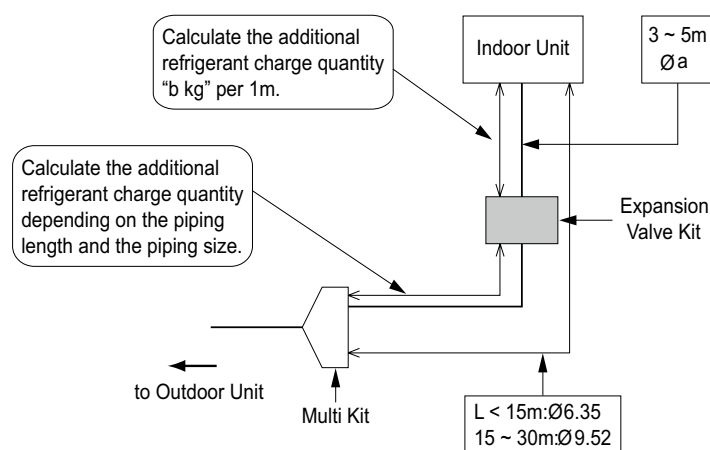 Calculate the additional
refrigerant charge quantity
“b kg” per 1m.
Indoor Unit
3 ~ 5m
Øa
Calculate the additional
refrigerant charge quantity
depending on the piping
length and the piping size.
Expansion
Valve Kit
to Outdoor Unit
Multi Kit
L < 15m:Ø6.35
15 ~ 30m:Ø9.52